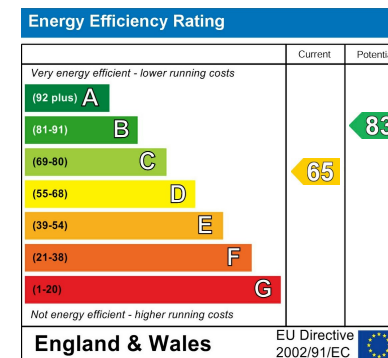 Energy Efficiency Rating
Current Potentia
Very energy efficient - lower running costs
(92 plus) A
(81-91) B
83
(69-80) C
65
(55-68) D
(39-54) E
(21-38) F
(1-20) G
Not energy efficient - higher running costs
England & Wales
EU Directive
2002/91/EC